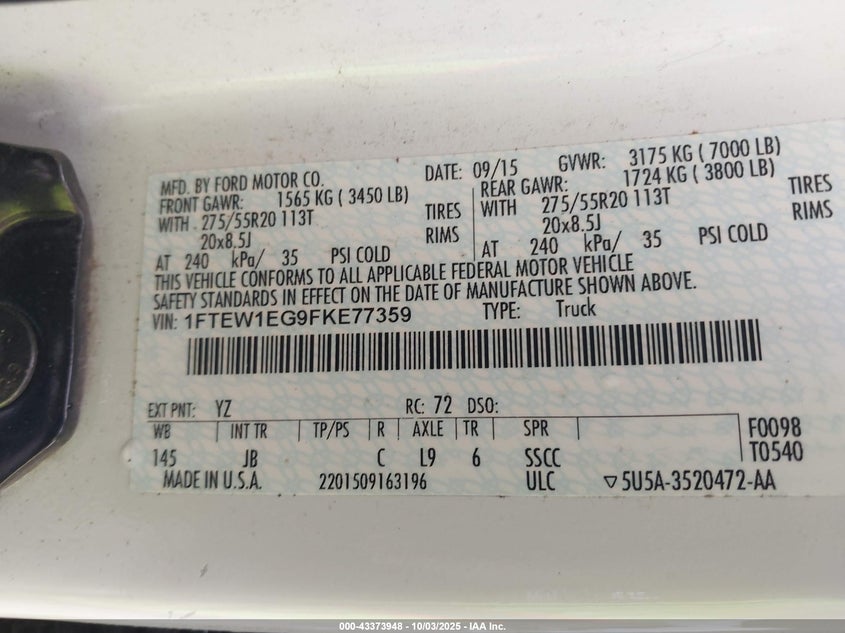 MFD. BY FORD MOTOR CO. DATE: 09/15 GVWR: 3175 KG ( 7000 LB)
FRONT GAWR: 1565 KG ( 3450 LB) REAR GAWR: 1724 KG ( 3800 LB)
WITH 275/55R20 113T TIRES WITH 275/55R20 113T TIRES
20x8.5J RIMS 20x8.5J RIMS
AT 240 kPa/ 35 PSI COLD AT 240 kPa/ 35 PSI COLD
THIS VEHICLE CONFORMS TO ALL APPLICABLE FEDERAL MOTOR VEHICLE
SAFETY STANDARDS IN EFFECT ON THE DATE OF MANUFACTURE SHOWN ABOVE.
VIN: 1FTEW1EG9FKE77359 TYPE: Truck
EXT PNT: YZ RC: 72 DSO:
WB INT TR TP/PS R AXLE TR SPR F0098
145 JB C L9 6 SSCC T0540
MADE IN U.S.A. 2201509163196 ULC ▽5U5A-3520472-AA
000-43373948 - 10/03/2025 - IAA Inc.